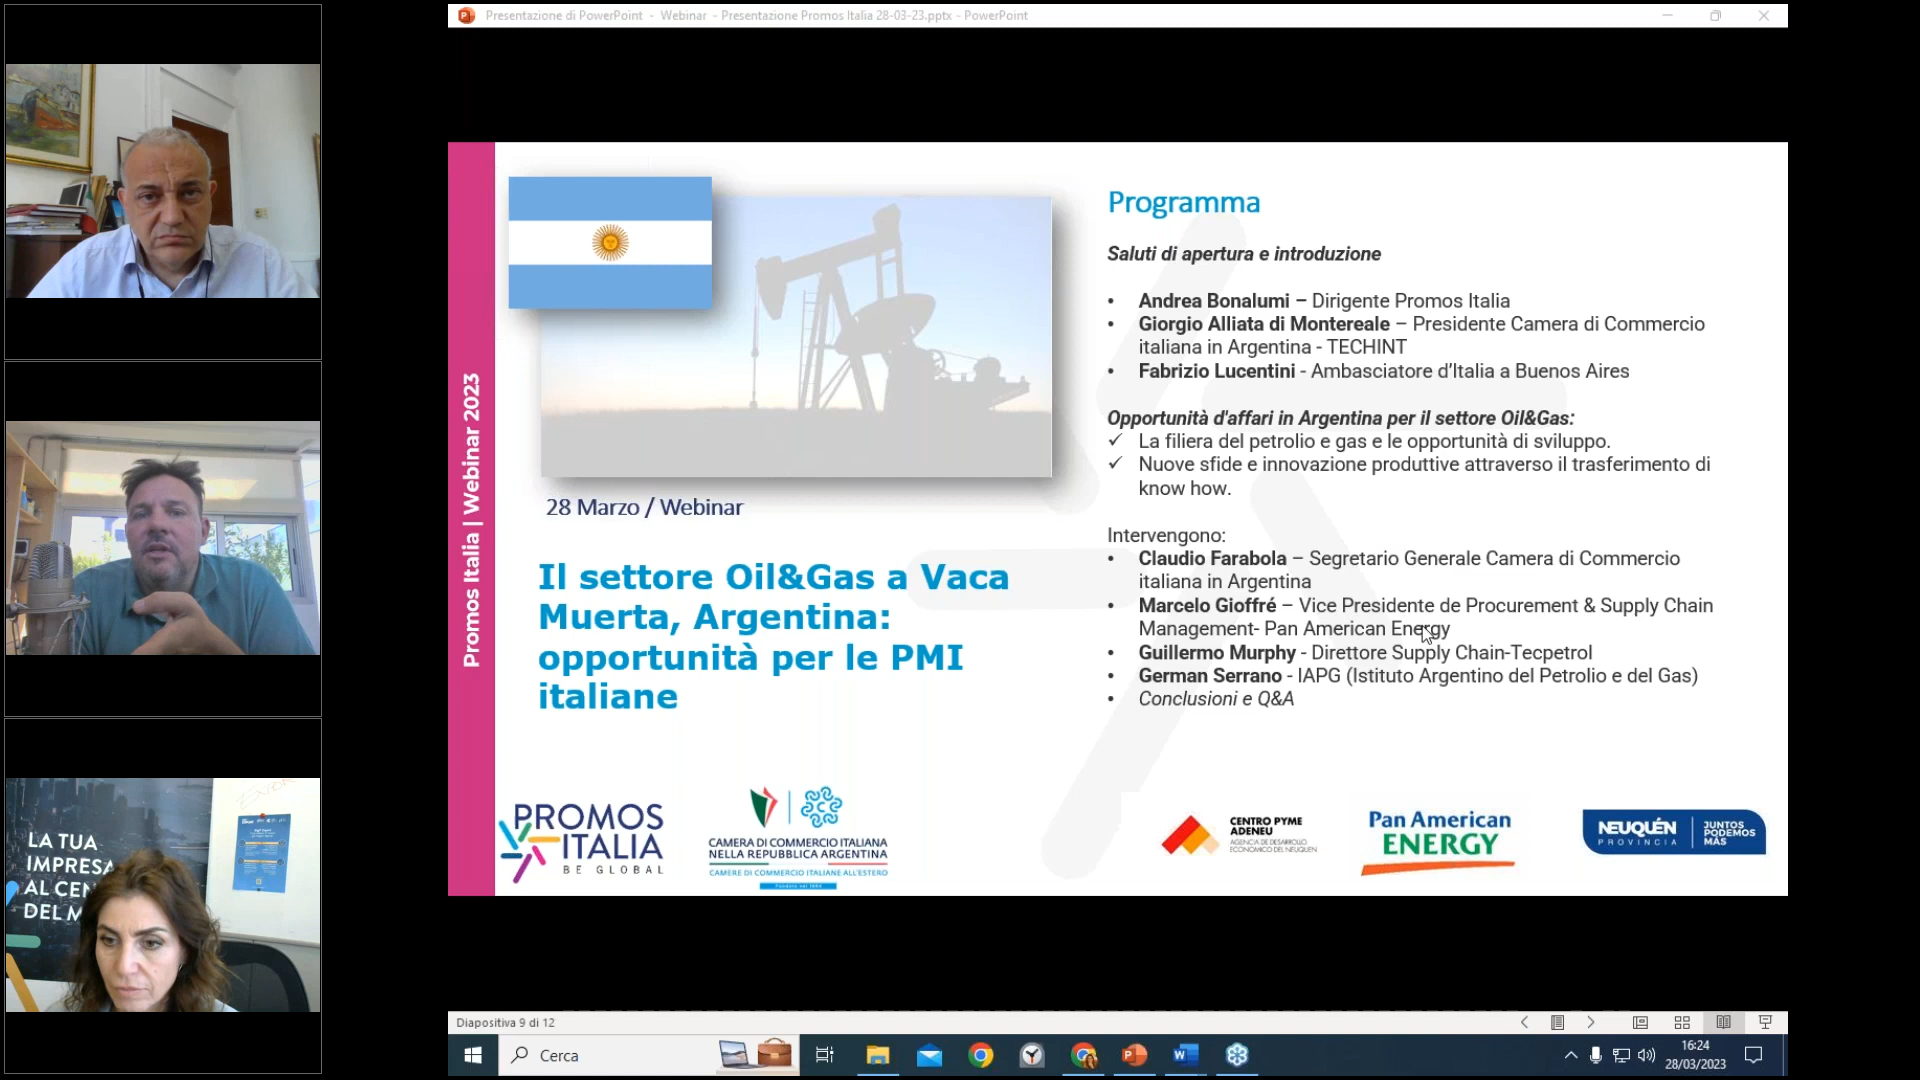 Presentazione di PowerPoint - Webinar - Presentazione Promos Italia 28-03-23.pptx - PowerPoint
Promos Italia | Webinar 2023
28 Marzo / Webinar
Il settore Oil&Gas a Vaca
Muerta, Argentina:
opportunità per le PMI
italiane
Programma
Saluti di apertura e introduzione
• Andrea Bonalumi – Dirigente Promos Italia
• Giorgio Alliata di Montereale – Presidente Camera di Commercio
italiana in Argentina - TECHINT
• Fabrizio Lucentini - Ambasciatore d'Italia a Buenos Aires
Opportunità d'affari in Argentina per il settore Oil&Gas:
✓ La filiera del petrolio e gas e le opportunità di sviluppo.
✓ Nuove sfide e innovazione produttive attraverso il trasferimento di
know how.
Intervengono:
• Claudio Farabola – Segretario Generale Camera di Commercio
italiana in Argentina
• Marcelo Gioffré – Vice Presidente de Procurement & Supply Chain
Management- Pan American Energy
• Guillermo Murphy - Direttore Supply Chain-Tecpetrol
• German Serrano - IAPG (Istituto Argentino del Petrolio e del Gas)
• Conclusioni e Q&A
PROMOS
ITALIA
BE GLOBAL
CAMERA DI COMMERCIO ITALIANA
NELLA REPUBBLICA ARGENTINA
CAMERE DI COMMERCIO ITALIANE ALL'ESTERO
CENTRO PYME
ADENEU
AGENCIA DE DESARROLLO
ECONOMICO DEL NEUQUEN
Pan American
ENERGY
NEUQUÉN
PROVINCIA
JUNTOS
PODEMOS
MÁS
LA TUA
IMPRESA
AL CEN
DEL M
Diapositiva 9 di 12
Cerca
16:24
28/03/2023